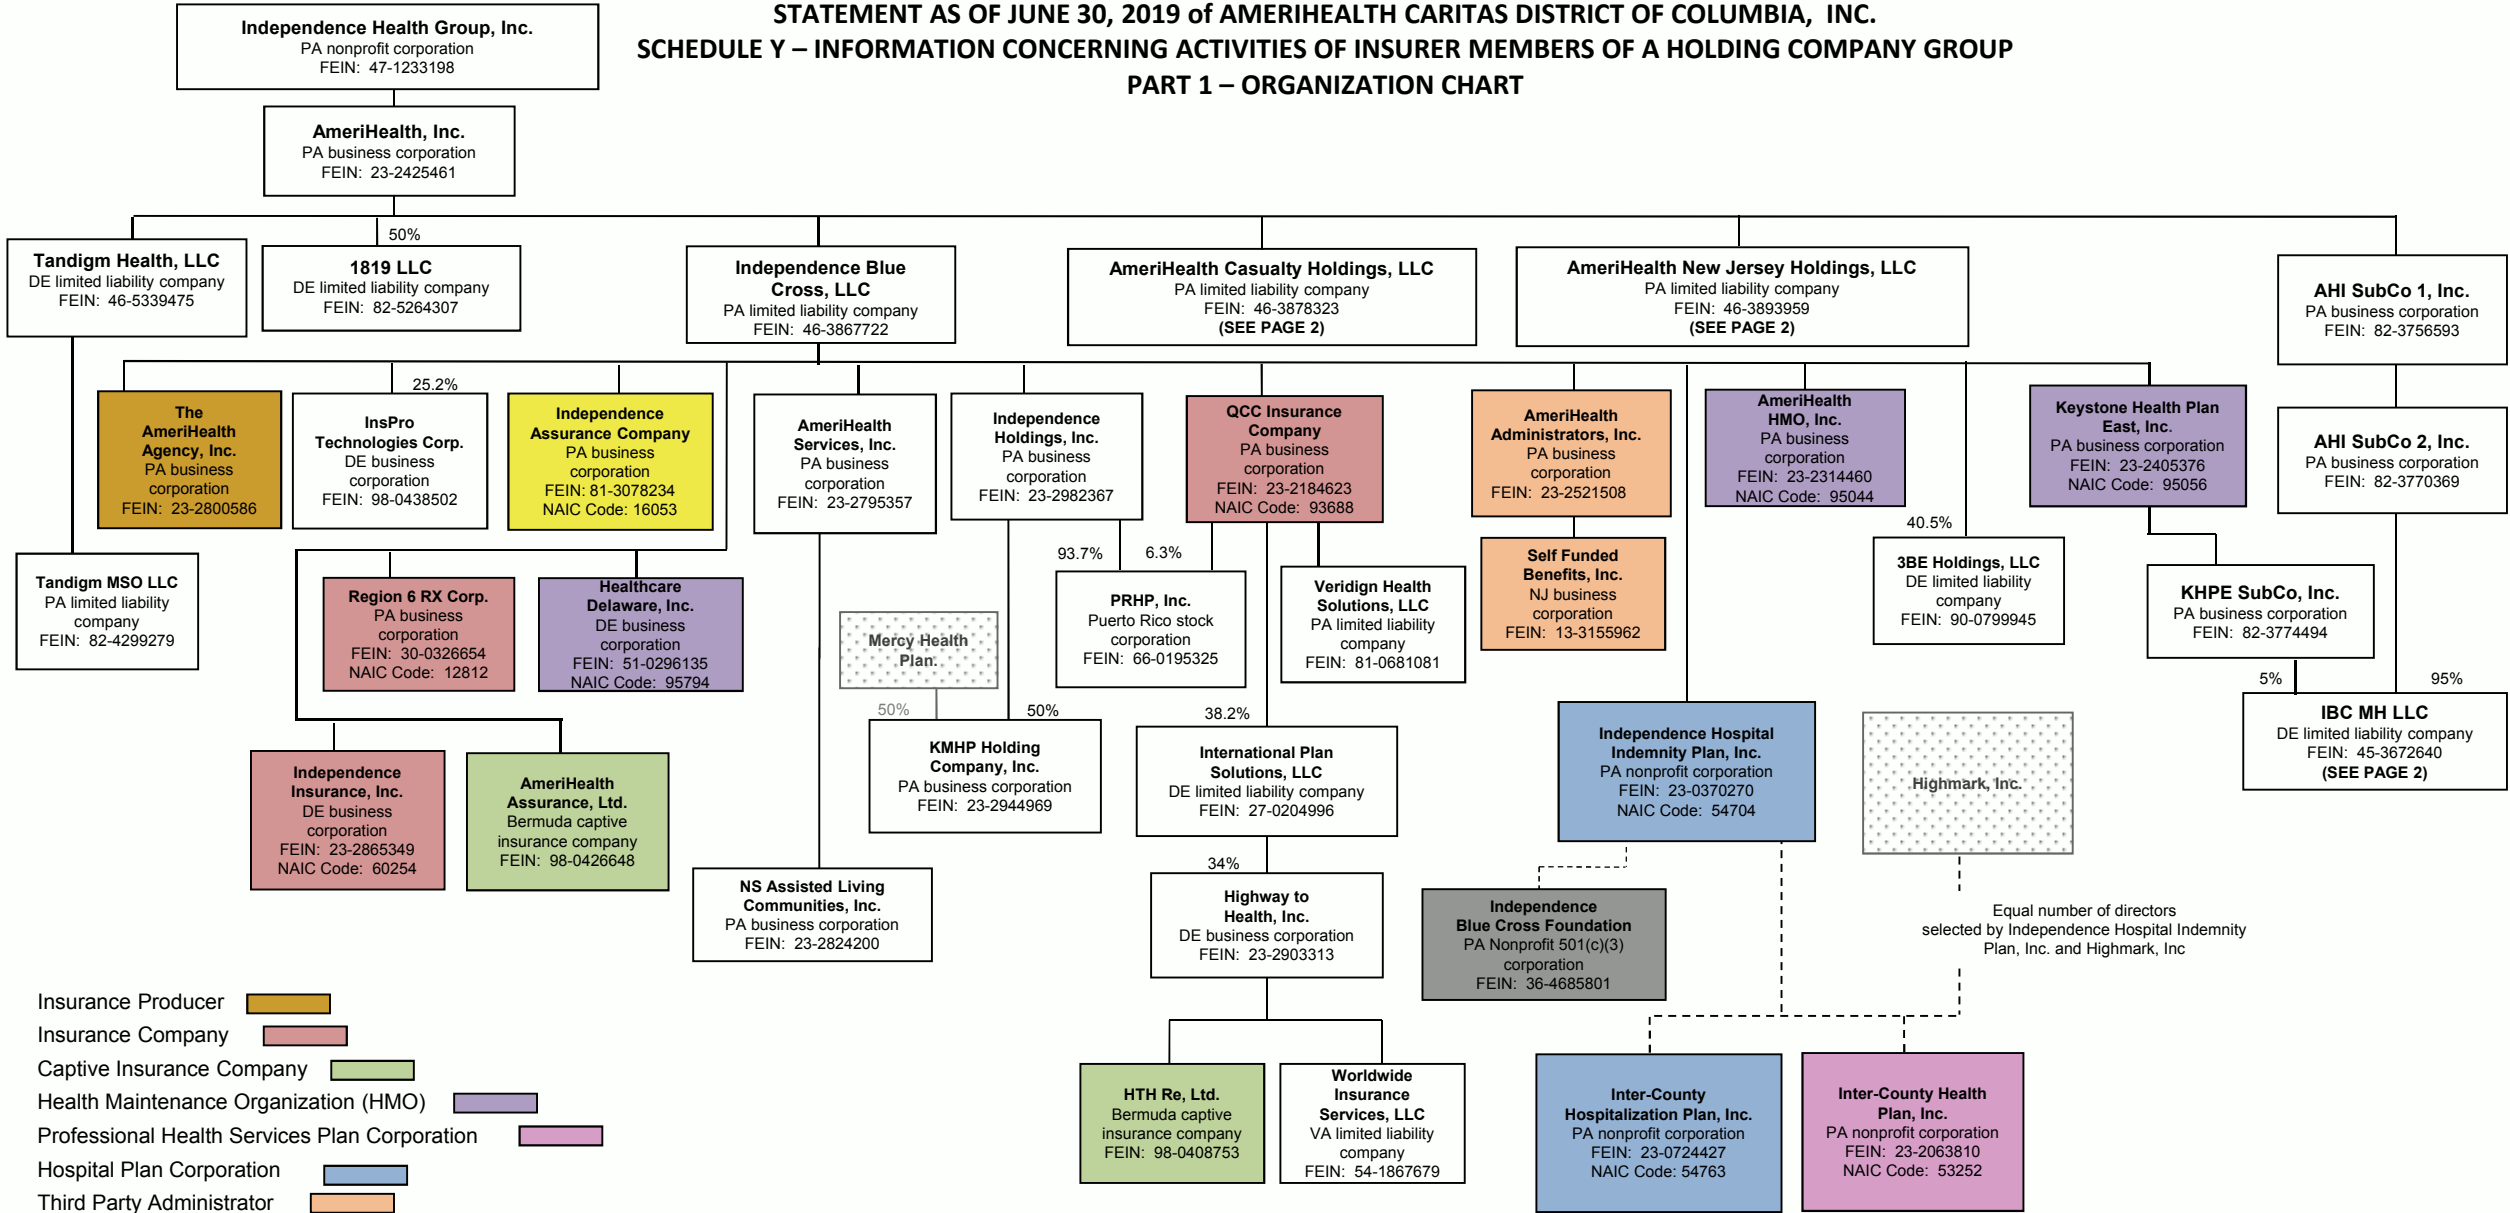 STATEMENT AS OF JUNE 30, 2019 of AMERIHEALTH CARITAS DISTRICT OF COLUMBIA, INC.
SCHEDULE Y – INFORMATION CONCERNING ACTIVITIES OF INSURER MEMBERS OF A HOLDING COMPANY GROUP
PART 1 – ORGANIZATION CHART
Independence Health Group, Inc.
PA nonprofit corporation
FEIN: 47-1233198
AmeriHealth, Inc.
PA business corporation
FEIN: 23-2425461
Tandigm Health, LLC
DE limited liability company
FEIN: 46-5339475
50%
1819 LLC
DE limited liability company
FEIN: 82-5264307
Independence Blue
Cross, LLC
PA limited liability company
FEIN: 46-3867722
AmeriHealth Casualty Holdings, LLC
PA limited liability company
FEIN: 46-3878323
(SEE PAGE 2)
AmeriHealth New Jersey Holdings, LLC
PA limited liability company
FEIN: 46-3893959
(SEE PAGE 2)
AHI SubCo 1, Inc.
PA business corporation
FEIN: 82-3756593
The
AmeriHealth
Agency, Inc.
PA business
corporation
FEIN: 23-2800586
25.2%
InsPro
Technologies Corp.
DE business
corporation
FEIN: 98-0438502
Independence
Assurance Company
PA business
corporation
FEIN: 81-3078234
NAIC Code: 16053
AmeriHealth
Services, Inc.
PA business
corporation
FEIN: 23-2795357
Independence
Holdings, Inc.
PA business
corporation
FEIN: 23-2982367
QCC Insurance
Company
PA business
corporation
FEIN: 23-2184623
NAIC Code: 93688
AmeriHealth
Administrators, Inc.
PA business
corporation
FEIN: 23-2521508
AmeriHealth
HMO, Inc.
PA business
corporation
FEIN: 23-2314460
NAIC Code: 95044
Keystone Health Plan
East, Inc.
PA business corporation
FEIN: 23-2405376
NAIC Code: 95056
AHI SubCo 2, Inc.
PA business corporation
FEIN: 82-3770369
Tandigm MSO LLC
PA limited liability
company
FEIN: 82-4299279
Region 6 RX Corp.
PA business
corporation
FEIN: 30-0326654
NAIC Code: 12812
Healthcare
Delaware, Inc.
DE business
corporation
FEIN: 51-0296135
NAIC Code: 95794
Mercy Health
Plan.
93.7%
6.3%
PRHP, Inc.
Puerto Rico stock
corporation
FEIN: 66-0195325
Veridign Health
Solutions, LLC
PA limited liability
company
FEIN: 81-0681081
Self Funded
Benefits, Inc.
NJ business
corporation
FEIN: 13-3155962
40.5%
3BE Holdings, LLC
DE limited liability
company
FEIN: 90-0799945
KHPE SubCo, Inc.
PA business corporation
FEIN: 82-3774494
5%
95%
IBC MH LLC
DE limited liability company
FEIN: 45-3672640
(SEE PAGE 2)
Independence
Insurance, Inc.
DE business
corporation
FEIN: 23-2865349
NAIC Code: 60254
AmeriHealth
Assurance, Ltd.
Bermuda captive
insurance company
FEIN: 98-0426648
50%
50%
KMHP Holding
Company, Inc.
PA business corporation
FEIN: 23-2944969
38.2%
International Plan
Solutions, LLC
DE limited liability company
FEIN: 27-0204996
Independence Hospital
Indemnity Plan, Inc.
PA nonprofit corporation
FEIN: 23-0370270
NAIC Code: 54704
Highmark, Inc.
NS Assisted Living
Communities, Inc.
PA business corporation
FEIN: 23-2824200
34%
Highway to
Health, Inc.
DE business corporation
FEIN: 23-2903313
Independence
Blue Cross Foundation
PA Nonprofit 501(c)(3)
corporation
FEIN: 36-4685801
Equal number of directors
selected by Independence Hospital Indemnity
Plan, Inc. and Highmark, Inc
HTH Re, Ltd.
Bermuda captive
insurance company
FEIN: 98-0408753
Worldwide
Insurance
Services, LLC
VA limited liability
company
FEIN: 54-1867679
Inter-County
Hospitalization Plan, Inc.
PA nonprofit corporation
FEIN: 23-0724427
NAIC Code: 54763
Inter-County Health
Plan, Inc.
PA nonprofit corporation
FEIN: 23-2063810
NAIC Code: 53252
Insurance Producer
Insurance Company
Captive Insurance Company
Health Maintenance Organization (HMO)
Professional Health Services Plan Corporation
Hospital Plan Corporation
Third Party Administrator